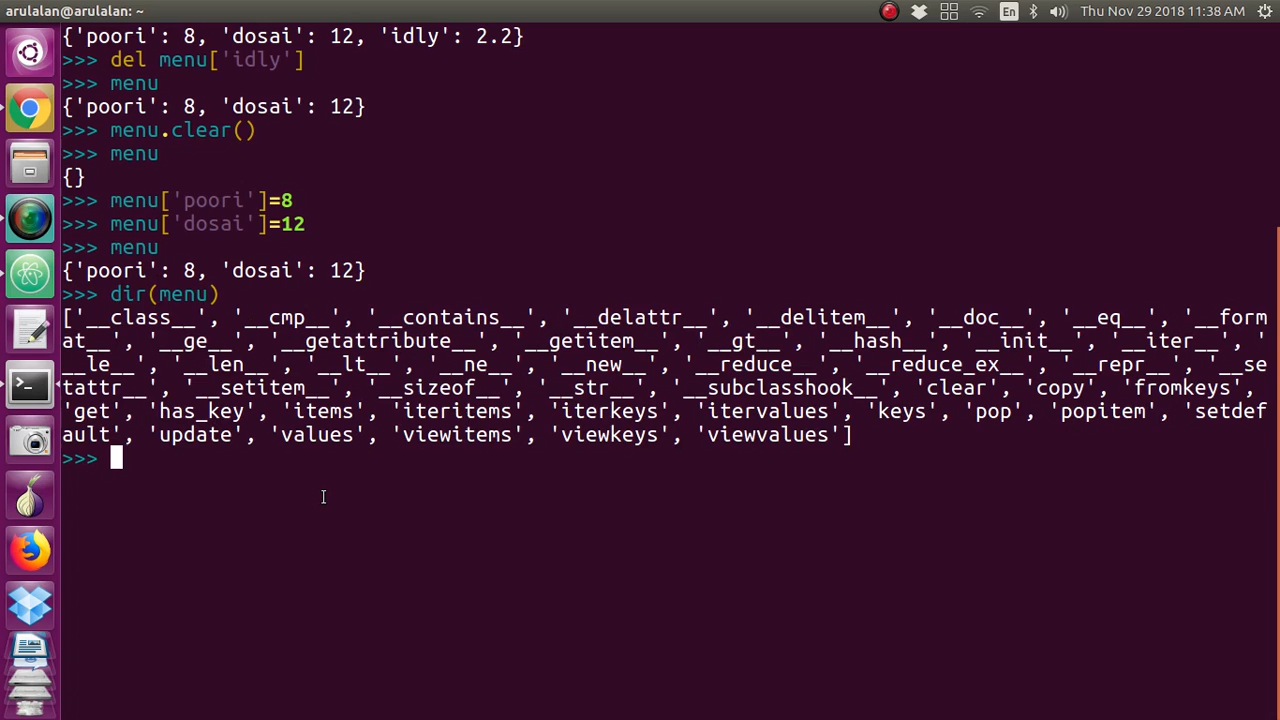 arulalan@arulalan: ~
En
Thu Nov 29 2018 11:38 AM
{'poori': 8, 'dosai': 12, 'idly': 2.2}
>>> del menu['idly']
>>> menu
{'poori': 8, 'dosai': 12}
>>> menu.clear()
>>> menu
{}
>>> menu['poori']=8
>>> menu['dosai']=12
>>> menu
{'poori': 8, 'dosai': 12}
>>> dir(menu)
['__class__', '__cmp__', '__contains__', '__delattr__', '__delitem__', '__doc__', '__eq__', '__form
at__', '__ge__', '__getattribute__', '__getitem__', '__gt__', '__hash__', '__init__', '__iter__', '
__le__', '__len__', '__lt__', '__ne__', '__new__', '__reduce__', '__reduce_ex__', '__repr__', '__se
tattr__', '__setitem__', '__sizeof__', '__str__', '__subclasshook__', 'clear', 'copy', 'fromkeys',
'get', 'has_key', 'items', 'iteritems', 'iterkeys', 'itervalues', 'keys', 'pop', 'popitem', 'setdef
ault', 'update', 'values', 'viewitems', 'viewkeys', 'viewvalues']
>>>